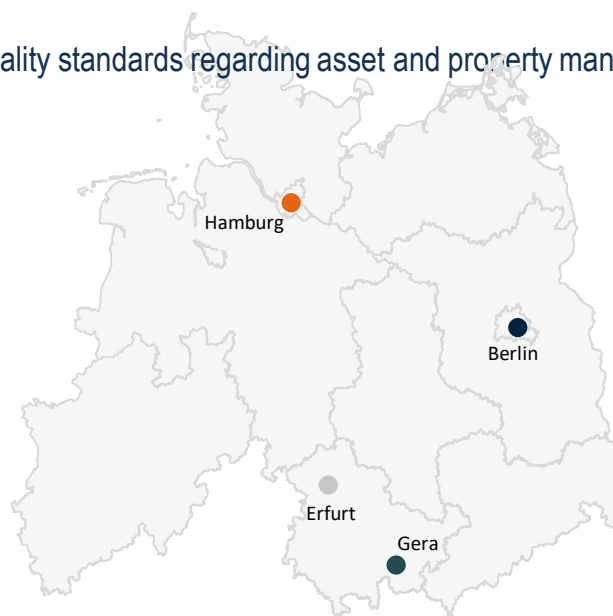 ality standards regarding asset and property man
Hamburg
Berlin
Erfurt
Gera